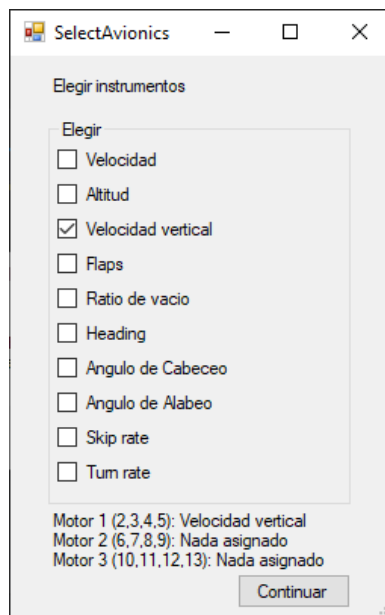 SelectAvionics
Elegir instrumentos
Elegir
Velocidad
Altitud
Velocidad vertical
Flaps
Ratio de vacio
Heading
Angulo de Cabeceo
Angulo de Alabeo
Skip rate
Turn rate
Motor 1 (2,3,4,5): Velocidad vertical
Motor 2 (6,7,8,9): Nada asignado
Motor 3 (10,11,12,13): Nada asignado
Continuar